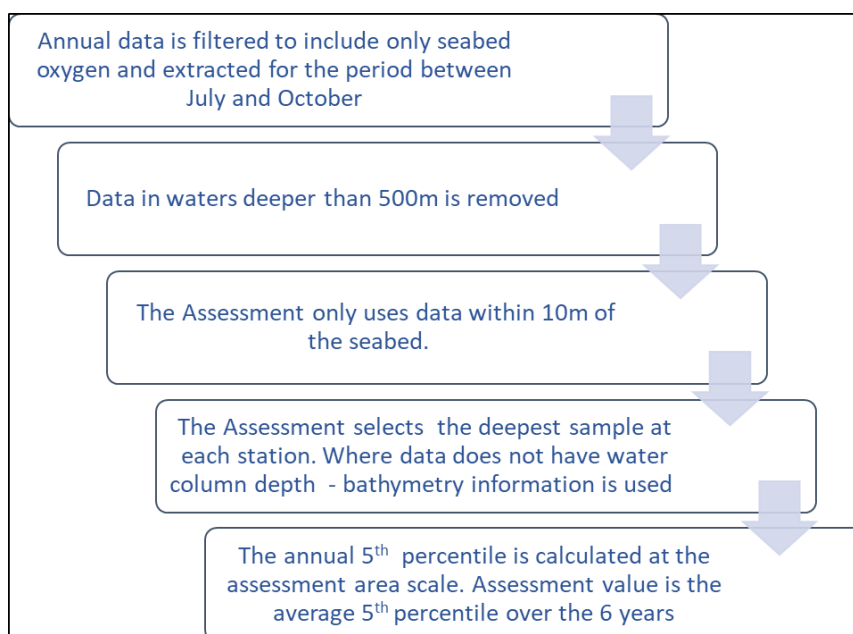 Annual data is filtered to include only seabed
oxygen and extracted for the period between
July and October
Data in waters deeper than 500m is removed
The Assessment only uses data within 10m of
the seabed.
The Assessment selects the deepest sample at
each station. Where data does not have water
column depth - bathymetry information is used
The annual 5th percentile is calculated at the
assessment area scale. Assessment value is the
average 5th percentile over the 6 years